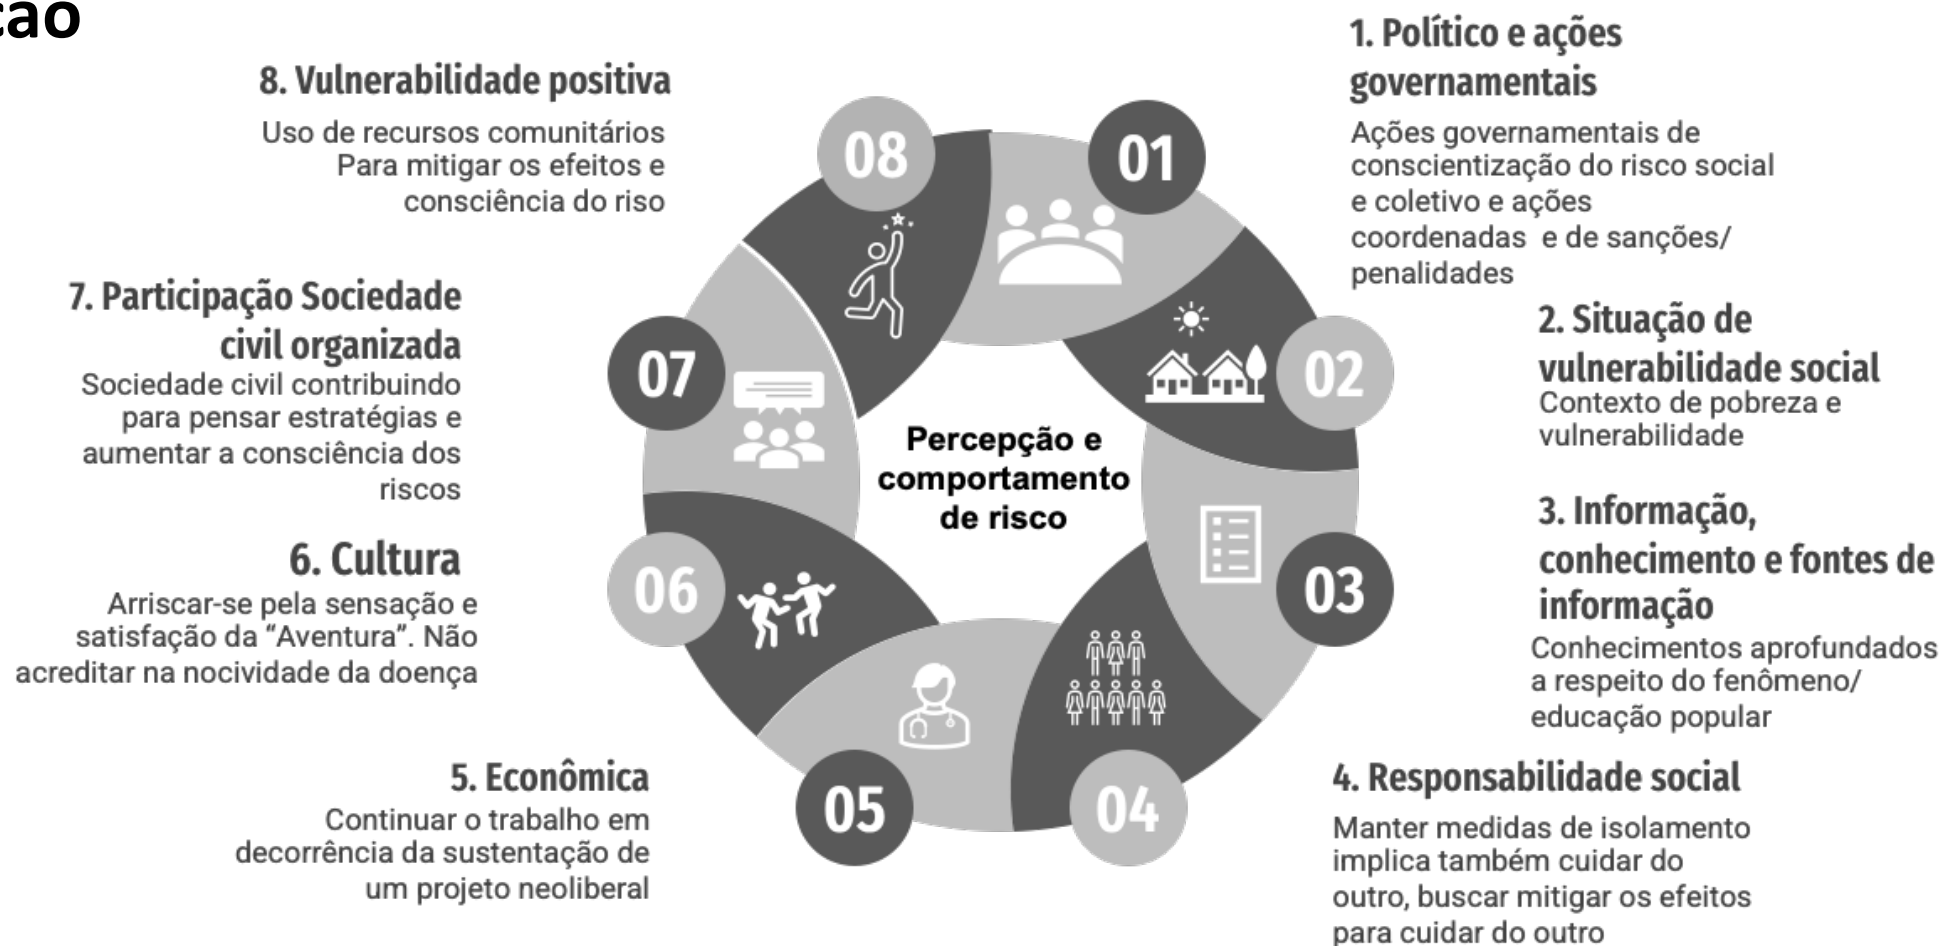 1. Político e ações
governamentais
Ações governamentais de
conscientização do risco social
e coletivo e ações
coordenadas e de sanções/
penalidades
2. Situação de
vulnerabilidade social
Contexto de pobreza e
vulnerabilidade
3. Informação,
conhecimento e fontes de
informação
Conhecimentos aprofundados
a respeito do fenômeno/
educação popular
4. Responsabilidade social
Manter medidas de isolamento
implica também cuidar do
outro, buscar mitigar os efeitos
para cuidar do outro
5. Econômica
Continuar o trabalho em
decorrência da sustentação de
um projeto neoliberal
6. Cultura
Arriscar-se pela sensação e
satisfação da “Aventura”. Não
acreditar na nocividade da doença
7. Participação Sociedade
civil organizada
Sociedade civil contribuindo
para pensar estratégias e
aumentar a consciência dos
riscos
8. Vulnerabilidade positiva
Uso de recursos comunitários
Para mitigar os efeitos e
consciência do riso
01
02
03
04
05
06
07
08
Percepção e
comportamento
de risco